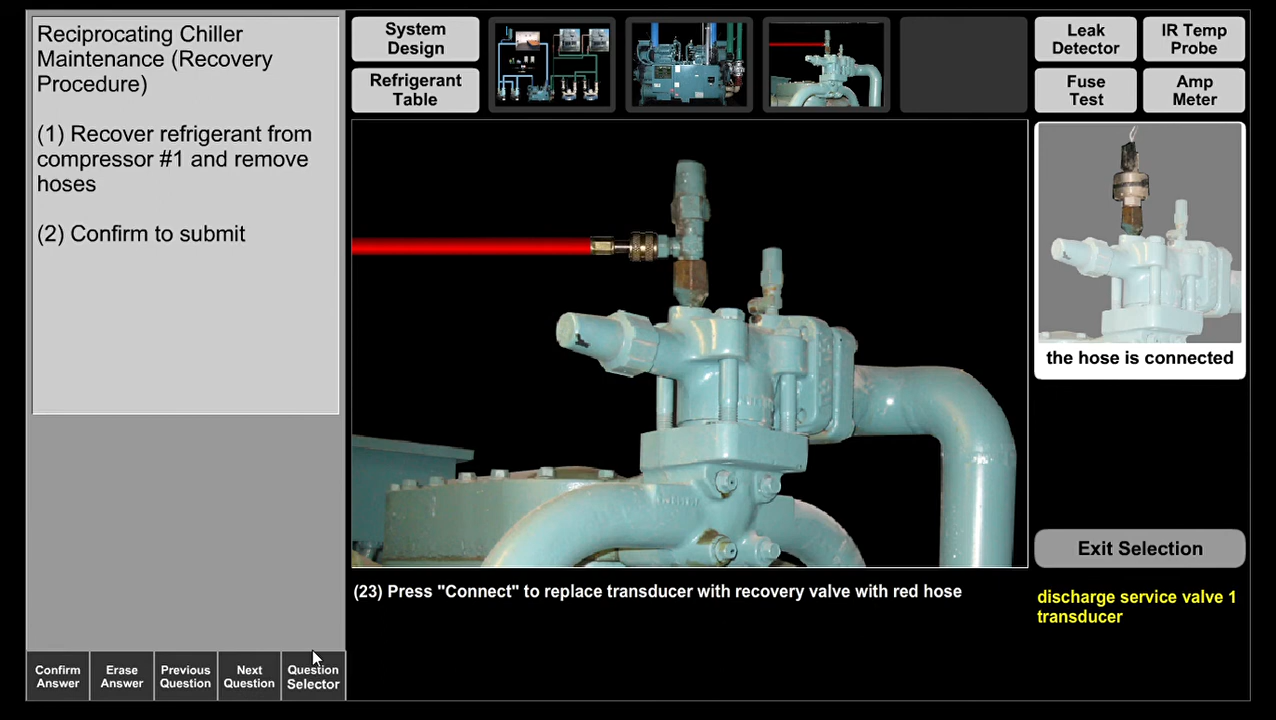 Reciprocating Chiller
Maintenance (Recovery
Procedure)
(1) Recover refrigerant from
compressor #1 and remove
hoses
(2) Confirm to submit
System
Design
Refrigerant
Table
Leak
Detector
IR Temp
Probe
Fuse
Test
Amp
Meter
the hose is connected
Exit Selection
(23) Press "Connect" to replace transducer with recovery valve with red hose
discharge service valve 1
transducer
Confirm
Answer
Erase
Answer
Previous
Question
Next
Question
Question
Selector